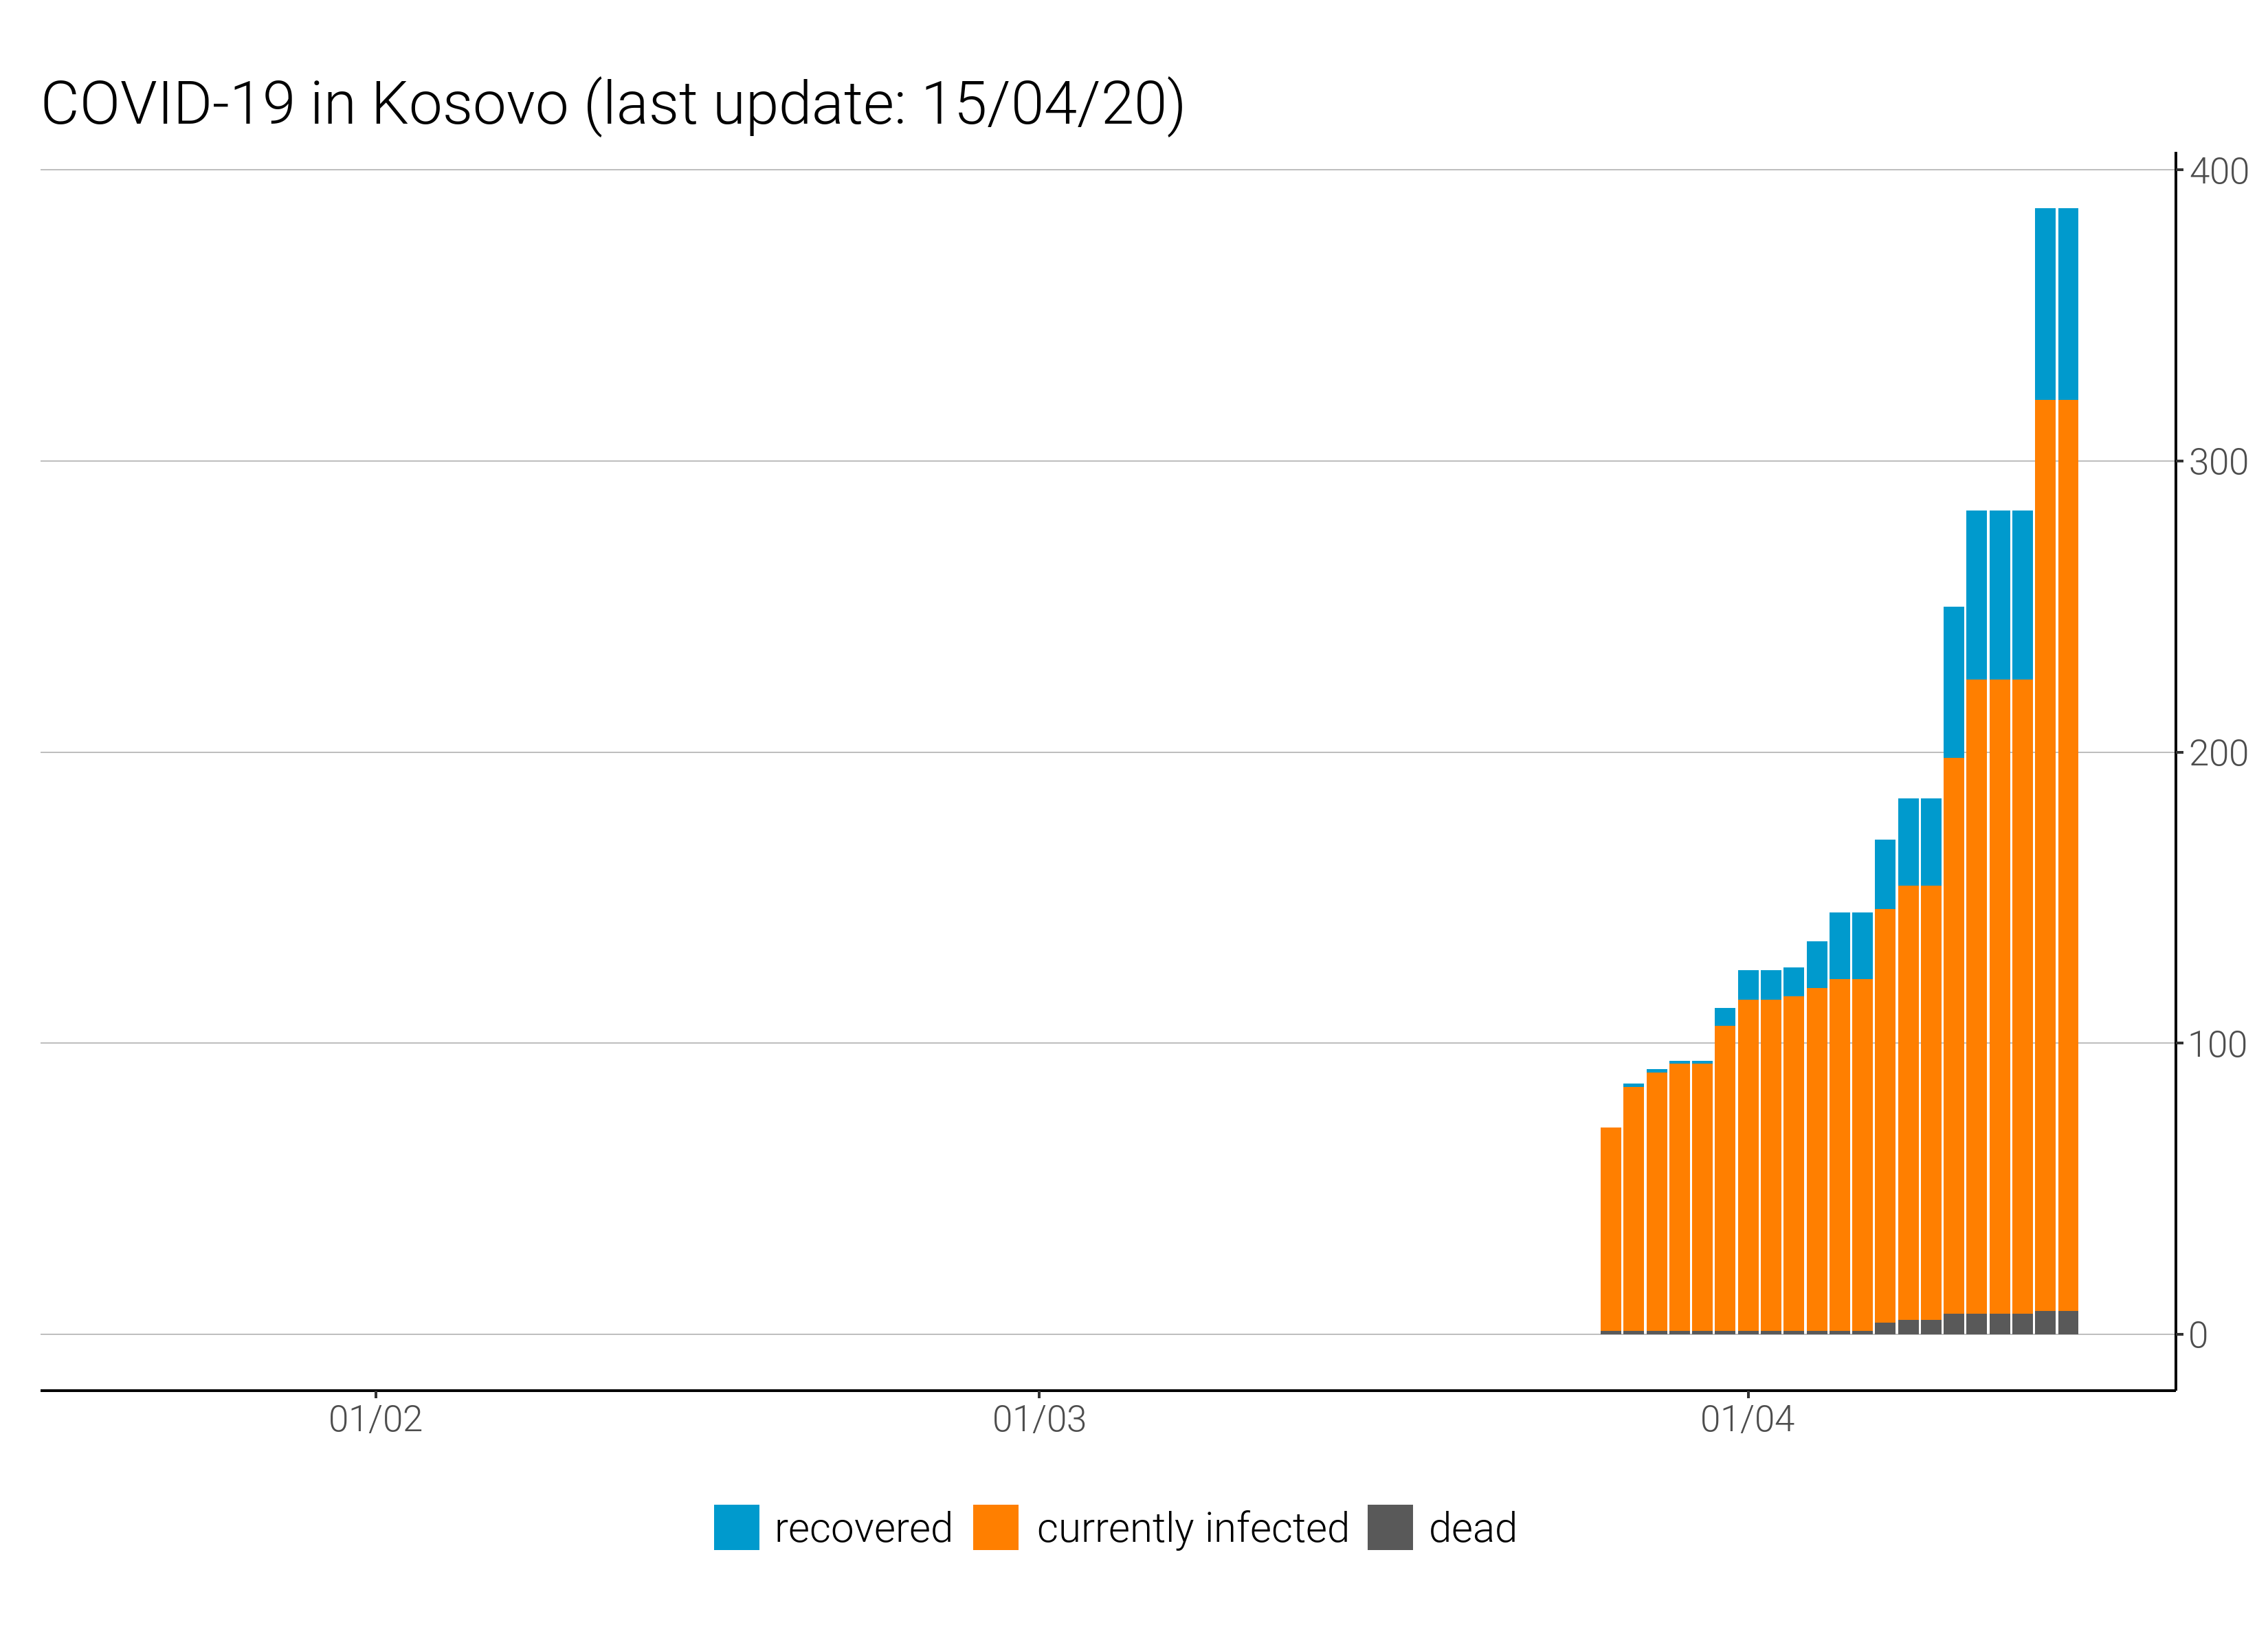 COVID-19 in Kosovo (last update: 15/04/20)
400
300
200
100
0
01/02 01/03 01/04
recovered currently infected dead